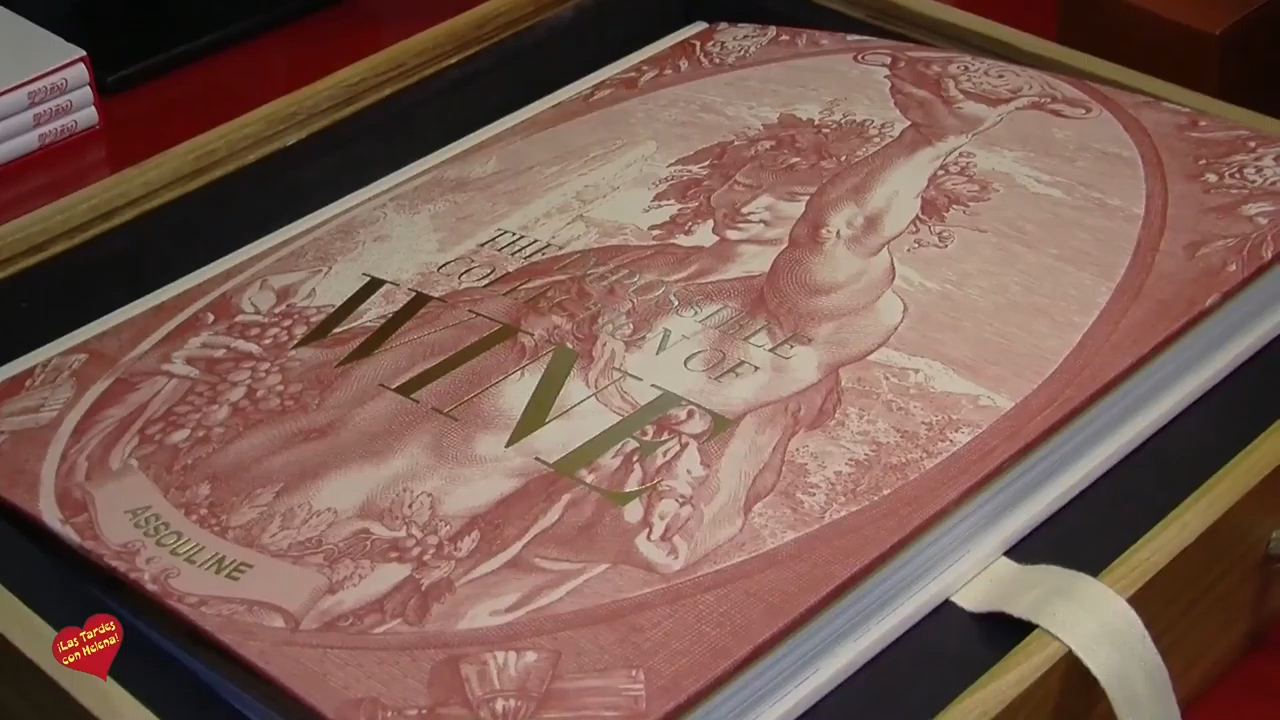 THE IMPOSSIBLE
COLLECTION OF
WINE
ASSOULINE
¡Las Tardes
con Helena!